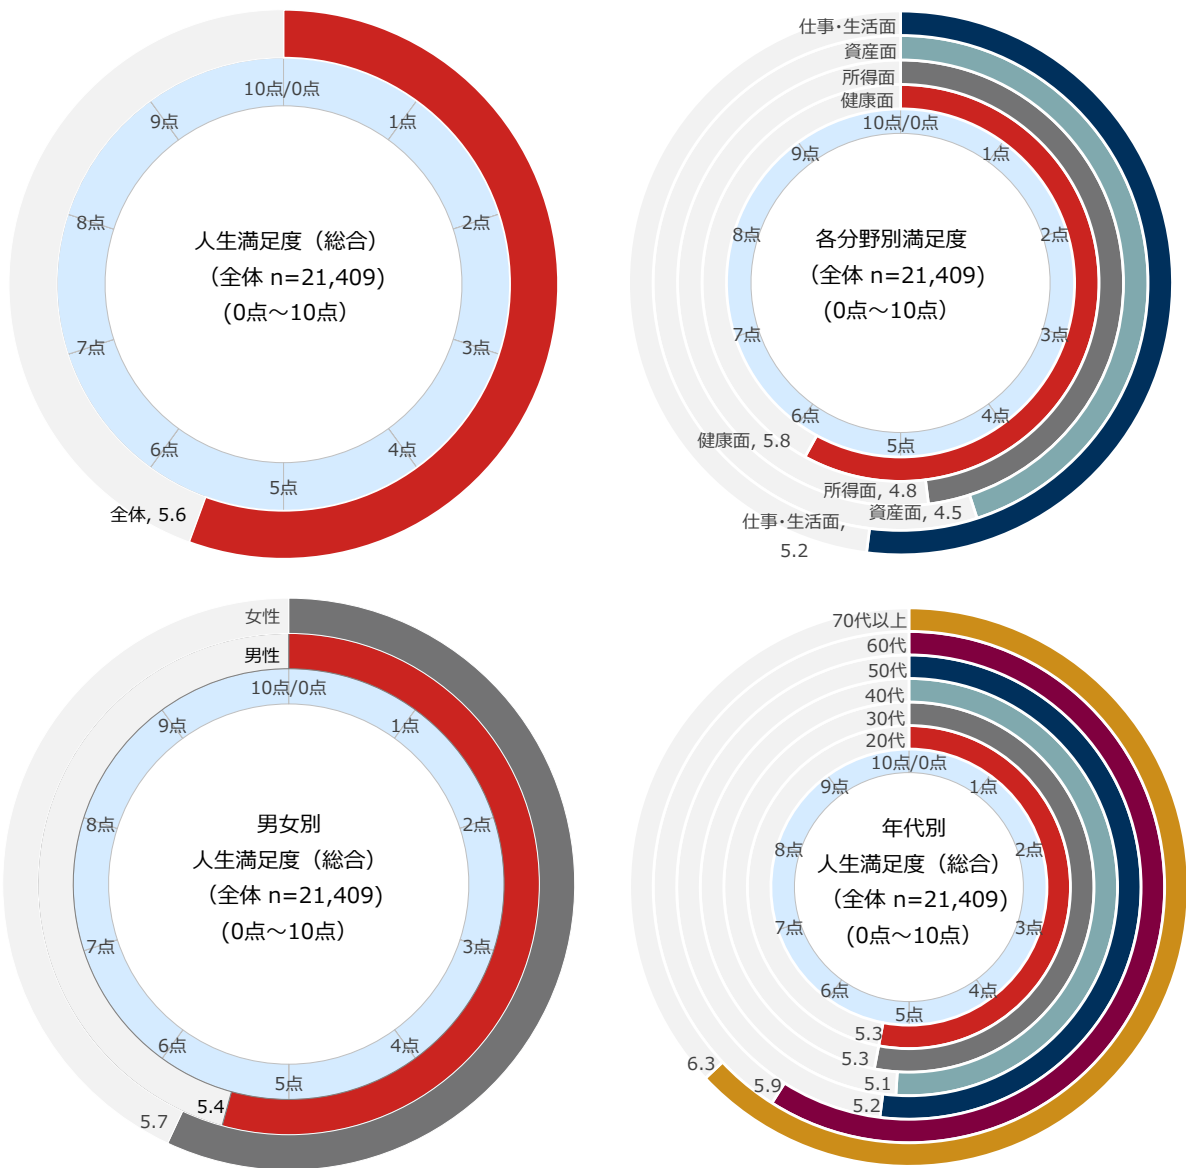 10点/0点
1点
2点
3点
4点
5点
6点
7点
8点
9点
人生満足度（総合）
（全体 n=21,409)
(0点～10点）
全体, 5.6
仕事・生活面
資産面
所得面
健康面
10点/0点
1点
2点
3点
4点
5点
6点
7点
8点
9点
各分野別満足度
（全体 n=21,409)
(0点～10点）
健康面, 5.8
所得面, 4.8
資産面, 4.5
仕事・生活面,
5.2
女性
男性
10点/0点
1点
2点
3点
4点
5点
6点
7点
8点
9点
男女別
人生満足度（総合）
（全体 n=21,409)
(0点～10点）
5.4
5.7
70代以上
60代
50代
40代
30代
20代
10点/0点
1点
2点
3点
4点
5点
6点
7点
8点
9点
年代別
人生満足度（総合）
（全体 n=21,409)
(0点～10点）
5.3
5.3
5.1
5.2
5.9
6.3